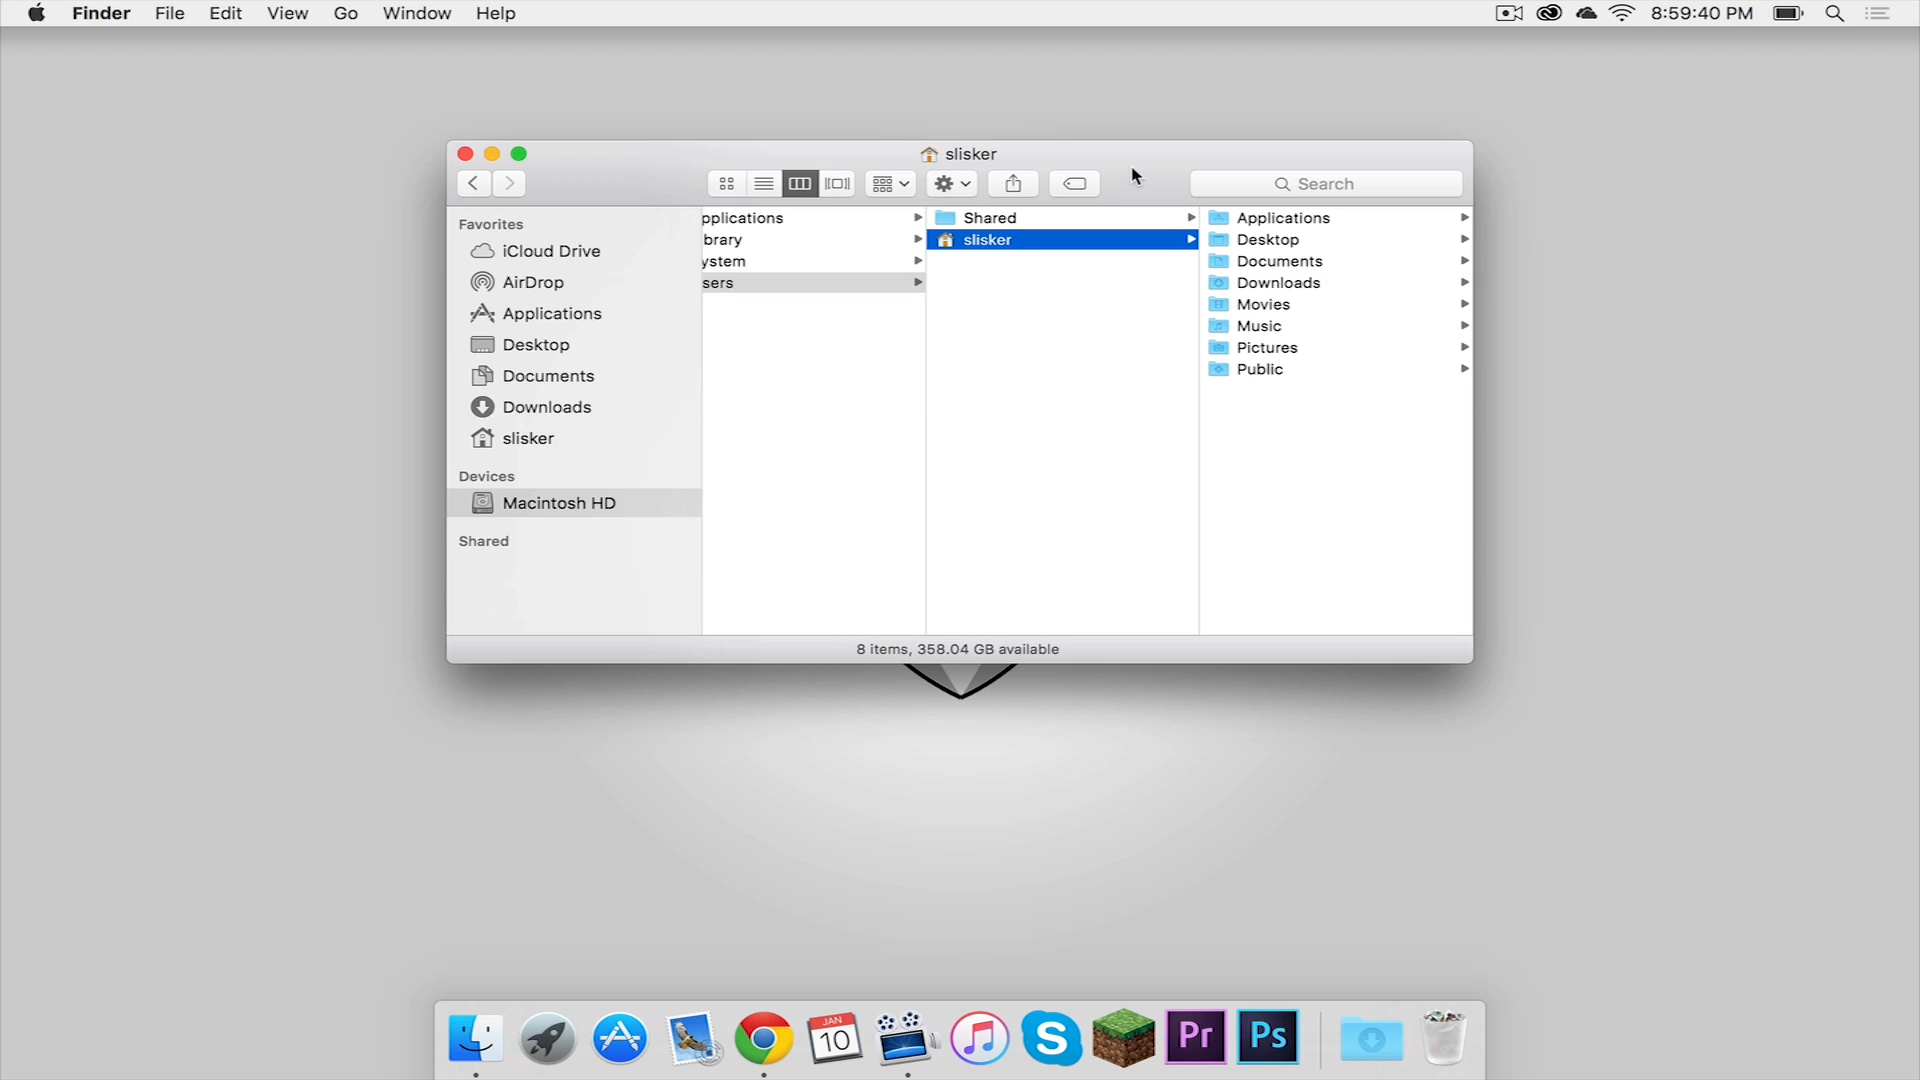 Finder File Edit View Go Window Help 8:59:40 PM
slisker
Search
Favorites
iCloud Drive
AirDrop
Applications
Desktop
Documents
Downloads
slisker
Devices
Macintosh HD
Shared
pplications
brary
ystem
sers
Shared
slisker
Applications
Desktop
Documents
Downloads
Movies
Music
Pictures
Public
8 items, 358.04 GB available
JAN
10
S
Pr
Ps